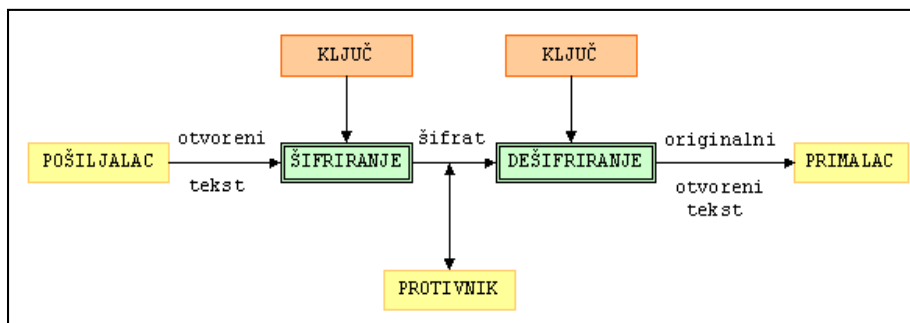 KLJUČ
KLJUČ
otvoreni
šifrat
originalni
POŠILJALAC
ŠIFRIRANJE
DEŠIFRIRANJE
PRIMALAC
tekst
otvoreni
tekst
PROTIVNIK